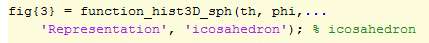 fig{3} = function_hist3D_sph(th, phi,...
'Representation', 'icosahedron'); % icosahedron